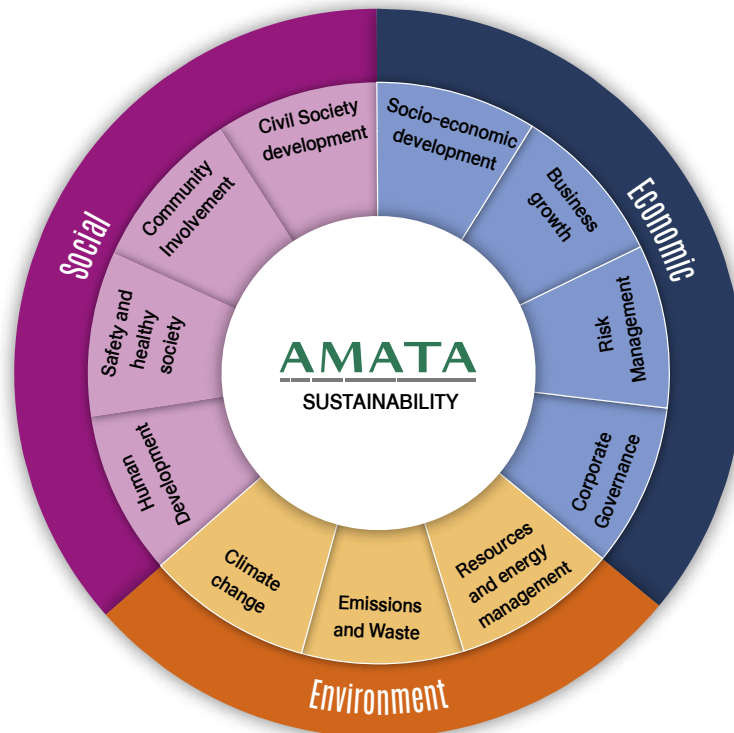 AMATA
SUSTAINABILITY
Economic
Socio-economic
development
Business
growth
Risk
Management
Corporate
Governance
Environment
Resources
and energy
management
Emissions
and Waste
Climate
change
Social
Human
Development
Safety and
healthy
society
Community
Involvement
Civil Society
development